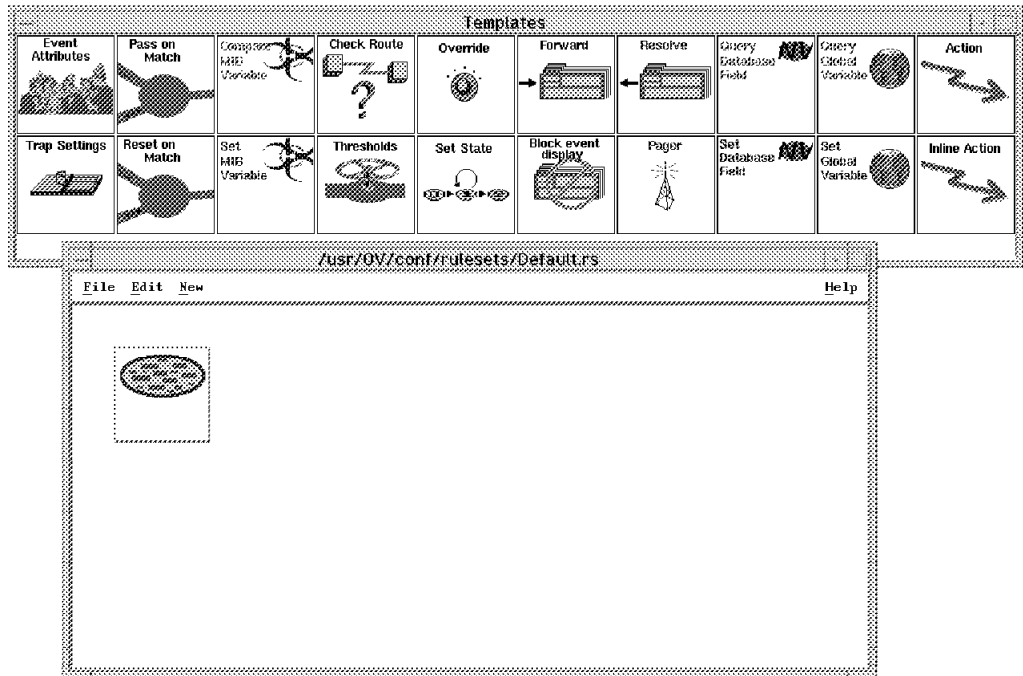 Templates
Event
Attributes
Pass on
Match
Compare
MIB
Variable
Check Route
Override
Forward
Resolve
Query
Database
Field
Query
Global
Variable
Action
Trap Settings
Reset on
Match
Set
MIB
Variable
Thresholds
Set State
Block event
display
Pager
Set
Database
Field
Set
Global
Variable
Inline Action
/usr/OV/conf/rulesets/Default.rs
File Edit New Help